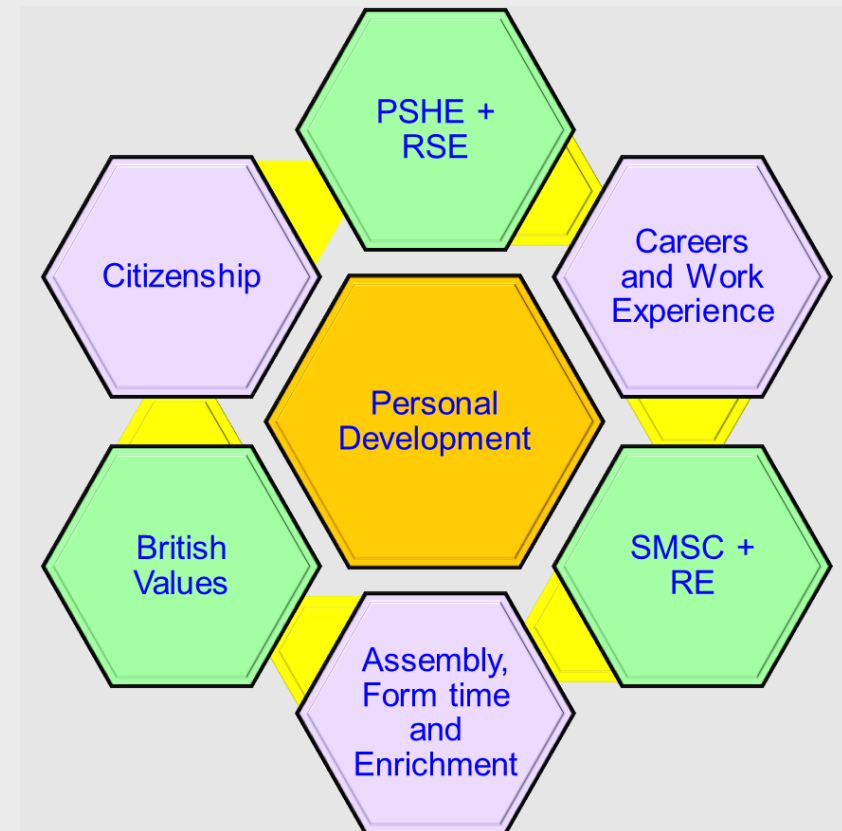 PSHE +
RSE
Careers
and Work
Experience
Citizenship
Personal
Development
British
Values
SMSC +
RE
Assembly,
Form time
and
Enrichment